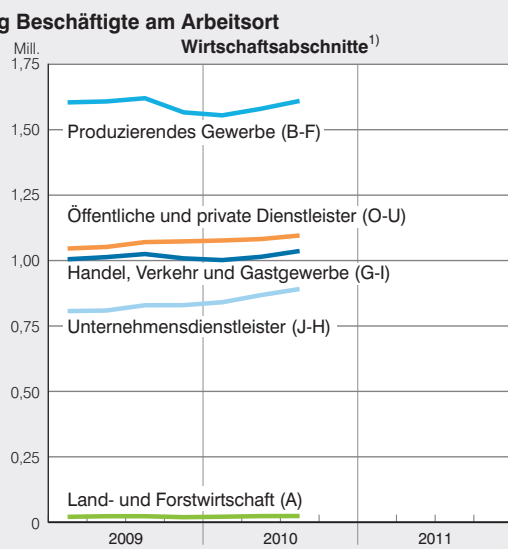 g Beschäftigte am Arbeitsort
Mill.
Wirtschaftsabschnitte1)
1,75
Produzierendes Gewerbe (B-F)
1,50
1,25
Öffentliche und private Dienstleister (O-U)
1,00
Handel, Verkehr und Gastgewerbe (G-I)
0,75
Unternehmensdienstleister (J-H)
0,50
0,25
Land- und Forstwirtschaft (A)
0
2009 2010 2011